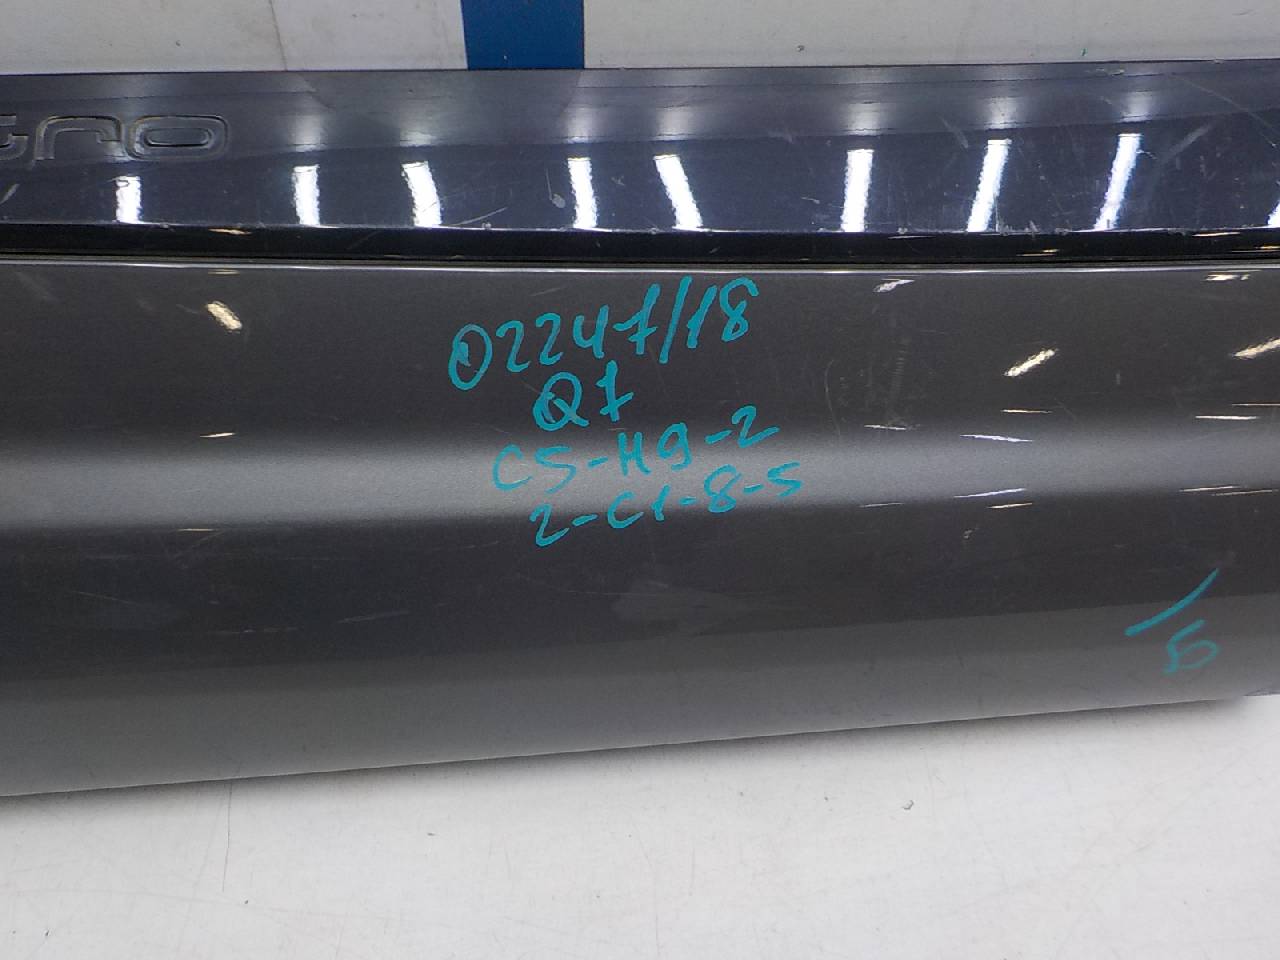 tro
02247/18
Q7
C5-H9-2
2-C1-8-5
/Б